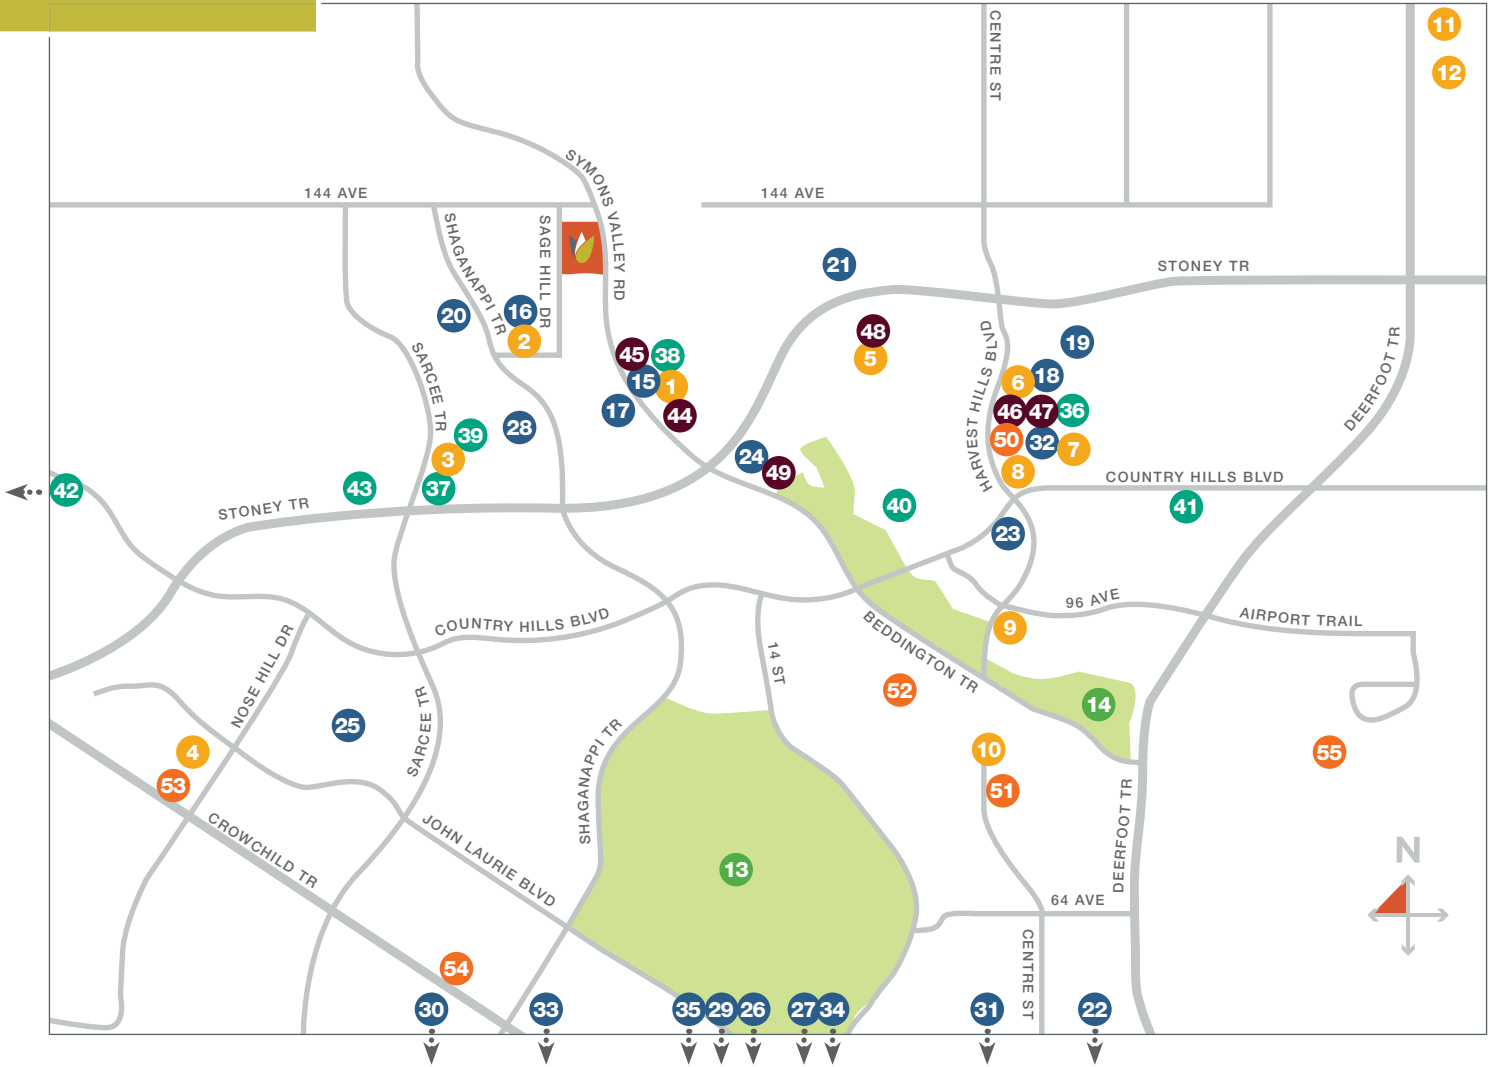 11
12
CENTRE ST
SYMONS VALLEY RD
144 AVE
144 AVE
SHAGANAPPI TR
SAGE HILL DR
21
STONEY TR
20
16
2
48
5
19
HARVEST HILLS BLVD
DEERFOOT TR
SARCEE TR
45
38
15
1
17
44
6
18
46
47
36
50
32
7
8
39
28
3
24
49
42
43
37
COUNTRY HILLS BLVD
STONEY TR
40
41
23
96 AVE
AIRPORT TRAIL
COUNTRY HILLS BLVD
9
BEDDINGTON TR
NOSE HILL DR
14 ST
52
14
SARCEE TR
25
SHAGANAPPI TR
4
10
55
53
51
DEERFOOT TR
CROWCHILD TR
JOHN LAURIE BLVD
N
13
64 AVE
CENTRE ST
54
30
33
35
29
26
27
34
31
22